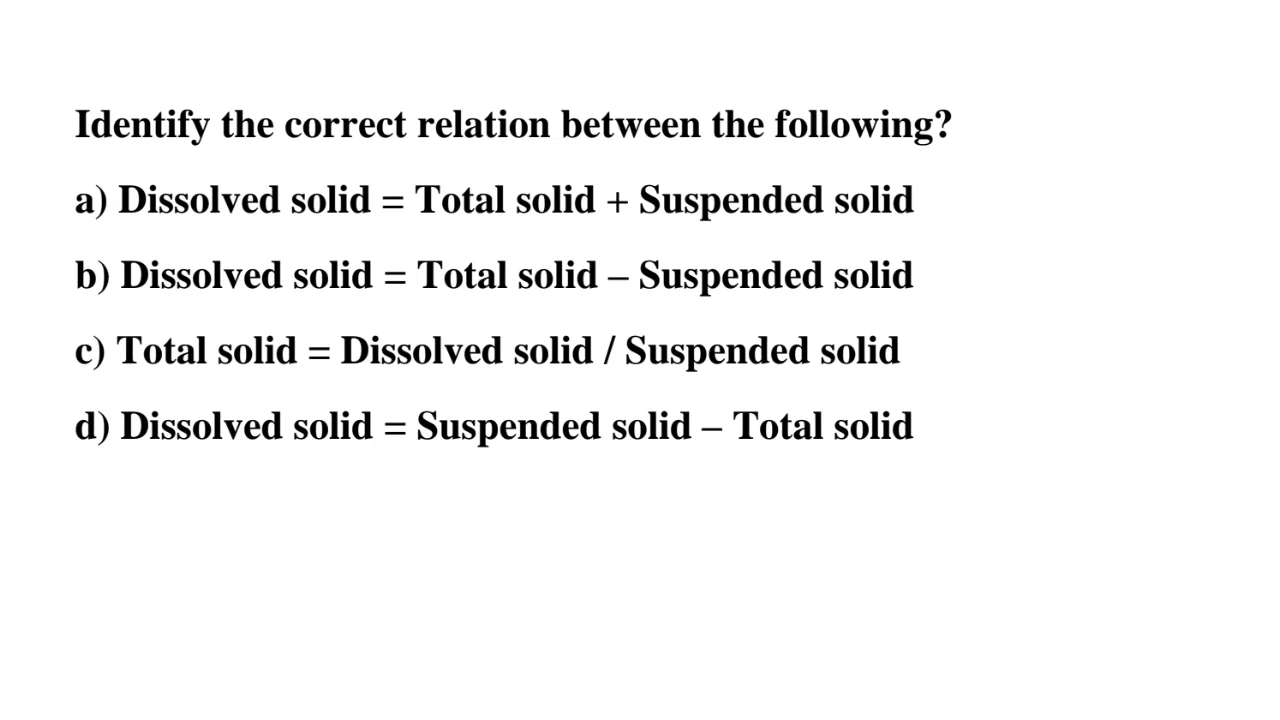 Identify the correct relation between the following?
a) Dissolved solid = Total solid + Suspended solid
b) Dissolved solid = Total solid – Suspended solid
c) Total solid = Dissolved solid / Suspended solid
d) Dissolved solid = Suspended solid – Total solid